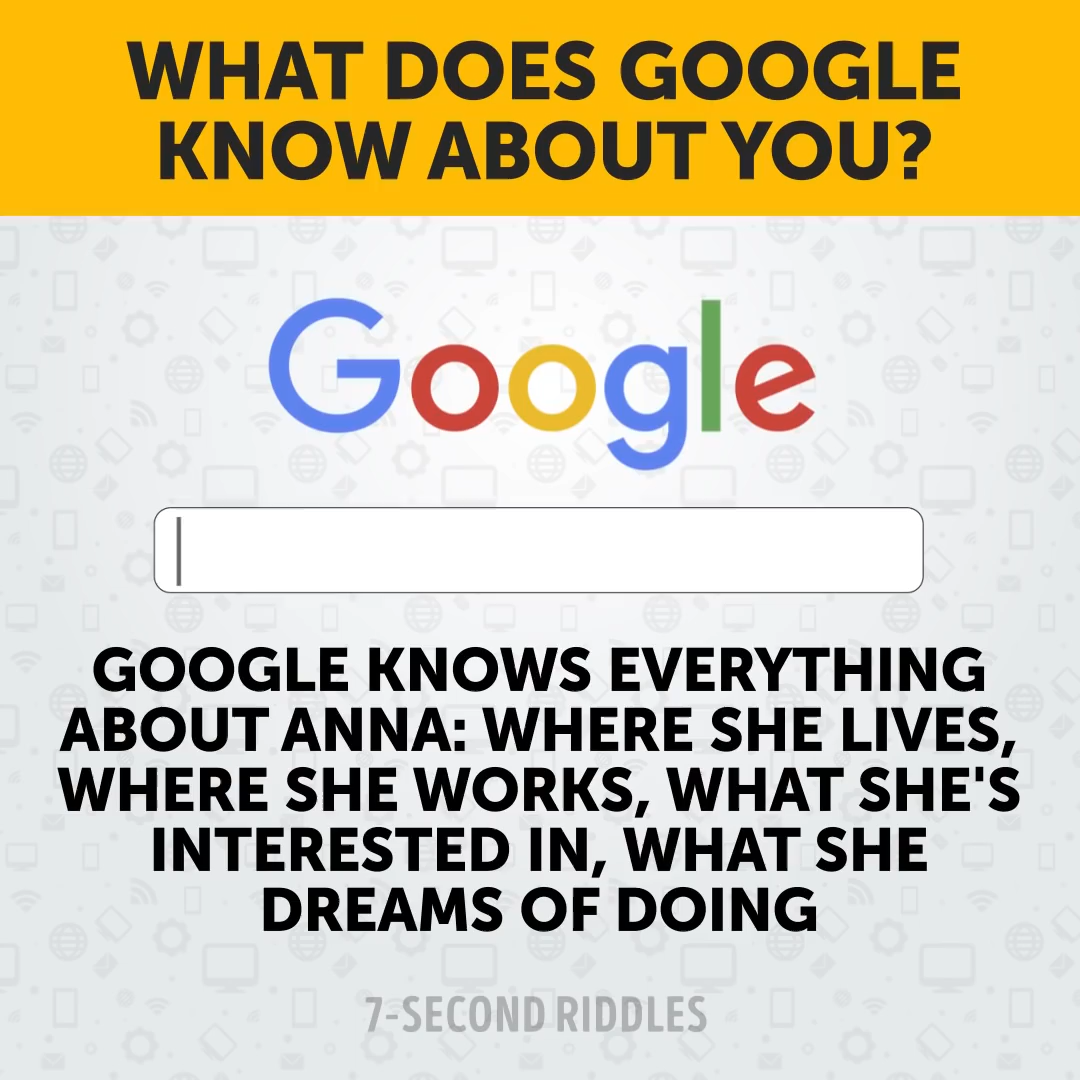 WHAT DOES GOOGLE
KNOW ABOUT YOU?
Google
GOOGLE KNOWS EVERYTHING
ABOUT ANNA: WHERE SHE LIVES,
WHERE SHE WORKS, WHAT SHE'S
INTERESTED IN, WHAT SHE
DREAMS OF DOING
7-SECOND RIDDLES